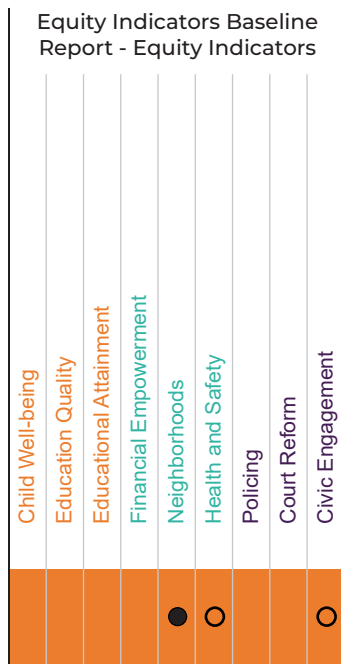 Equity Indicators Baseline
Report - Equity Indicators
Child Well-being
Education Quality
Educational Attainment
Financial Empowerment
Neighborhoods
Health and Safety
Policing
Court Reform
Civic Engagement